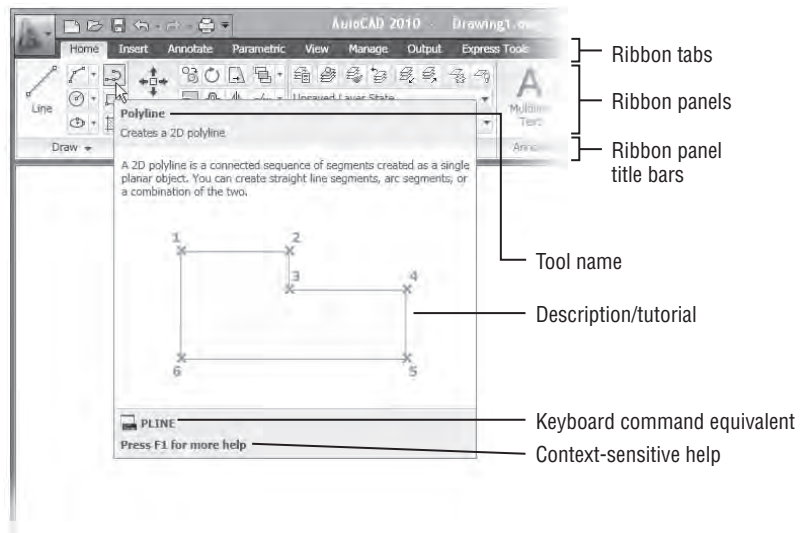 AutoCAD 2010 Drawing1.dwg
Home Insert Annotate Parametric View Manage Output Express Tools
Line
Unsaved Layer State
Multiline
Text
Draw
Polyline
Creates a 2D polyline
A 2D polyline is a connected sequence of segments created as a single
planar object. You can create straight line segments, arc segments, or
a combination of the two.
1 2
3 4
6 5
PLINE
Press F1 for more help
Ribbon tabs
Ribbon panels
Ribbon panel
title bars
Tool name
Description/tutorial
Keyboard command equivalent
Context-sensitive help